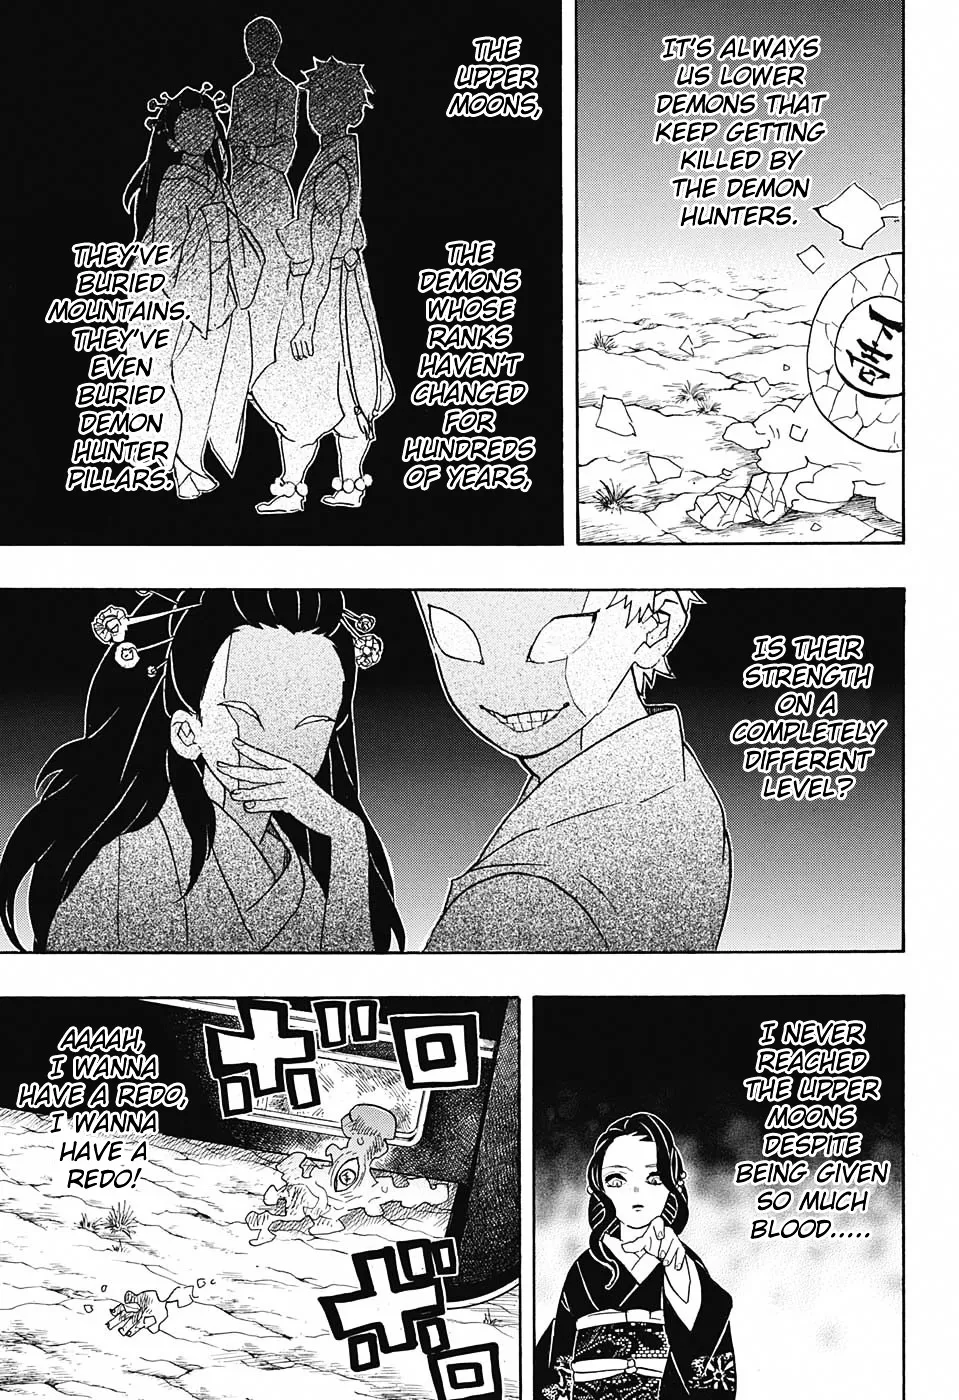 IT'S ALWAYS
US LOWER
DEMONS THAT
KEEP GETTING
KILLED BY
THE DEMON
HUNTERS.
THE
UPPER
MOONS,
THE
DEMONS
WHOSE
RANKS
HAVEN'T
CHANGED
FOR
HUNDREDS
OF YEARS,
THEY'VE
BURIED
MOUNTAINS.
THEY'VE
EVEN
BURIED
DEMON
HUNTER
PILLARS.
IS THEIR
STRENGTH
ON A
COMPLETELY
DIFFERENT
LEVEL?
I NEVER
REACHED
THE UPPER
MOONS
DESPITE
BEING GIVEN
SO MUCH
BLOOD.....
ボロ
ボ
AAAAH,
I WANNA
HAVE A REDO,
I WANNA
HAVE A
REDO!